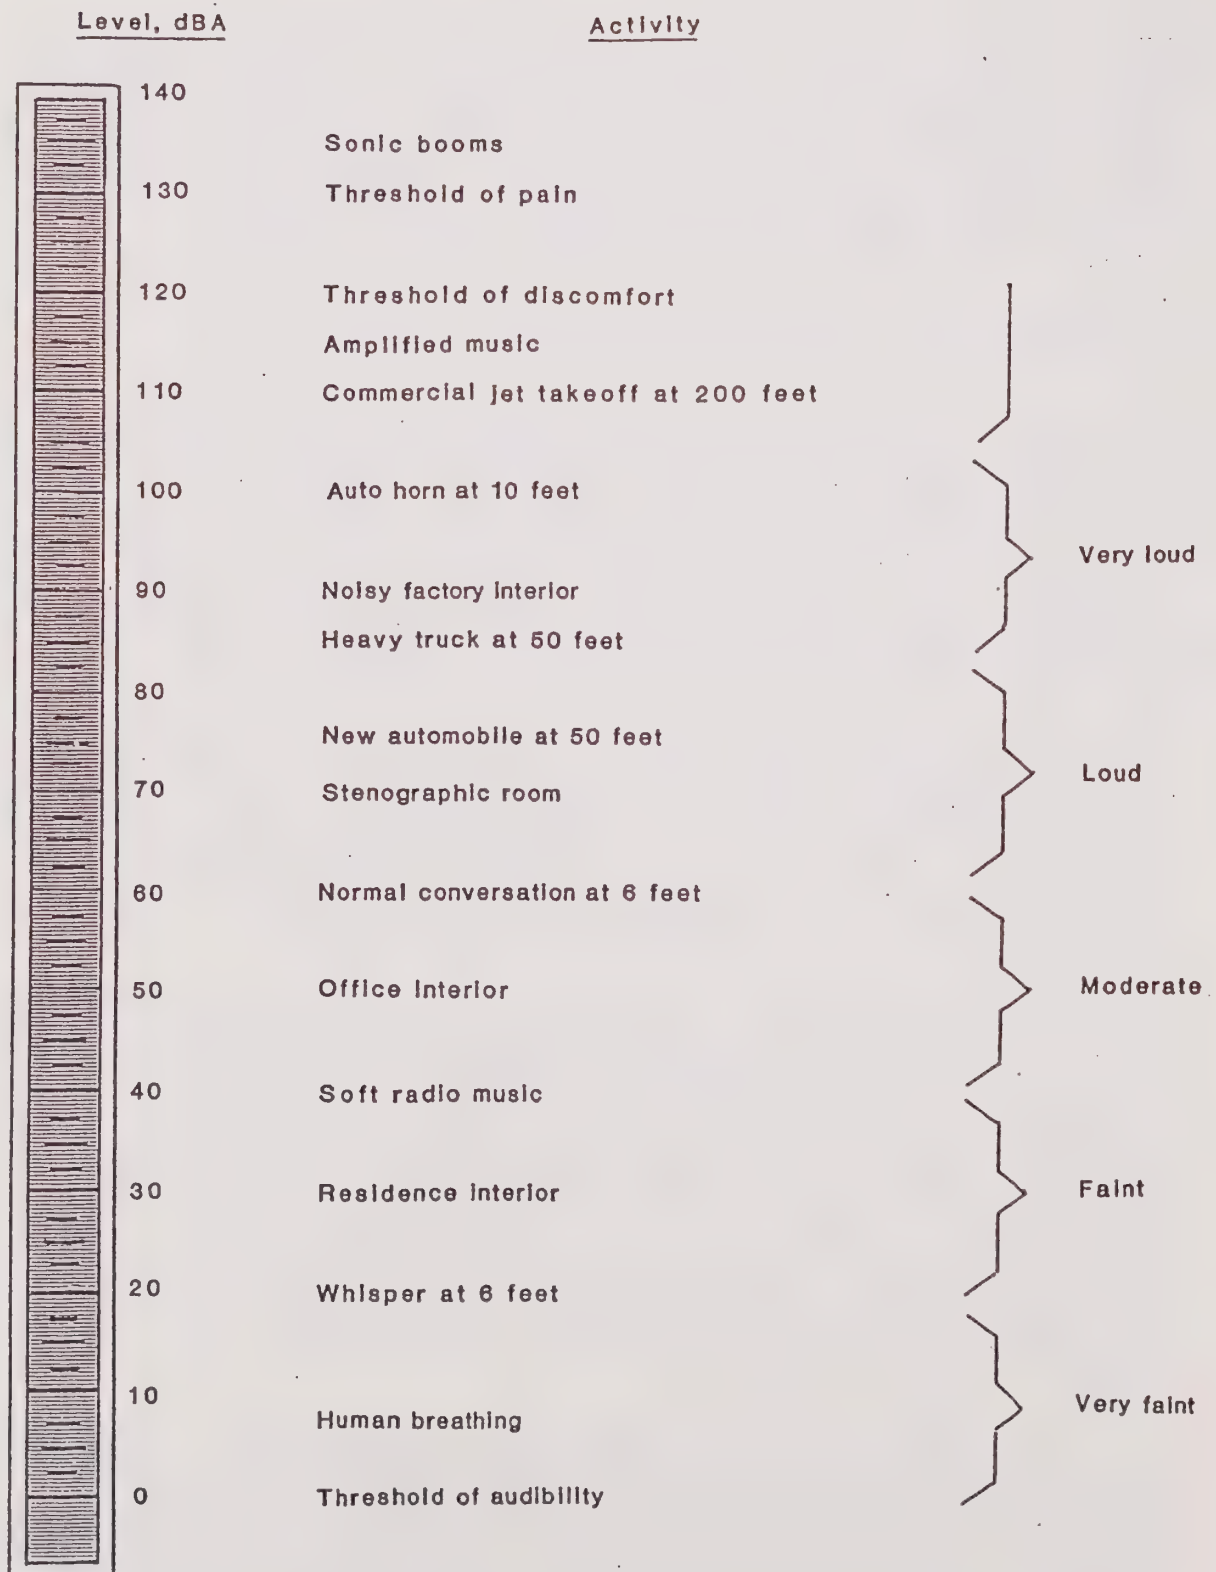 Level, dBA Activity
140
Sonic booms
130 Threshold of pain
120 Threshold of discomfort
Amplified music
110 Commercial jet takeoff at 200 feet
100 Auto horn at 10 feet
Very loud
90 Noisy factory interior
Heavy truck at 50 feet
80
New automobile at 50 feet
Loud
70 Stenographic room
60 Normal conversation at 6 feet
50 Office interior Moderate
40 Soft radio music
30 Residence interior Faint
20 Whisper at 6 feet
10
Very faint
Human breathing
0 Threshold of audibility